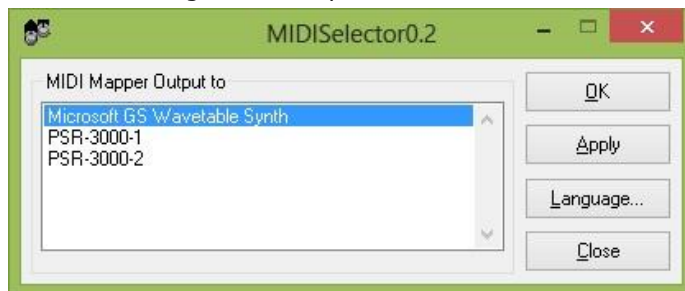 MIDISelector0.2
MIDI Mapper Output to
Microsoft GS Wavetable Synth
PSR-3000-1
PSR-3000-2
OK
Apply
Language...
Close